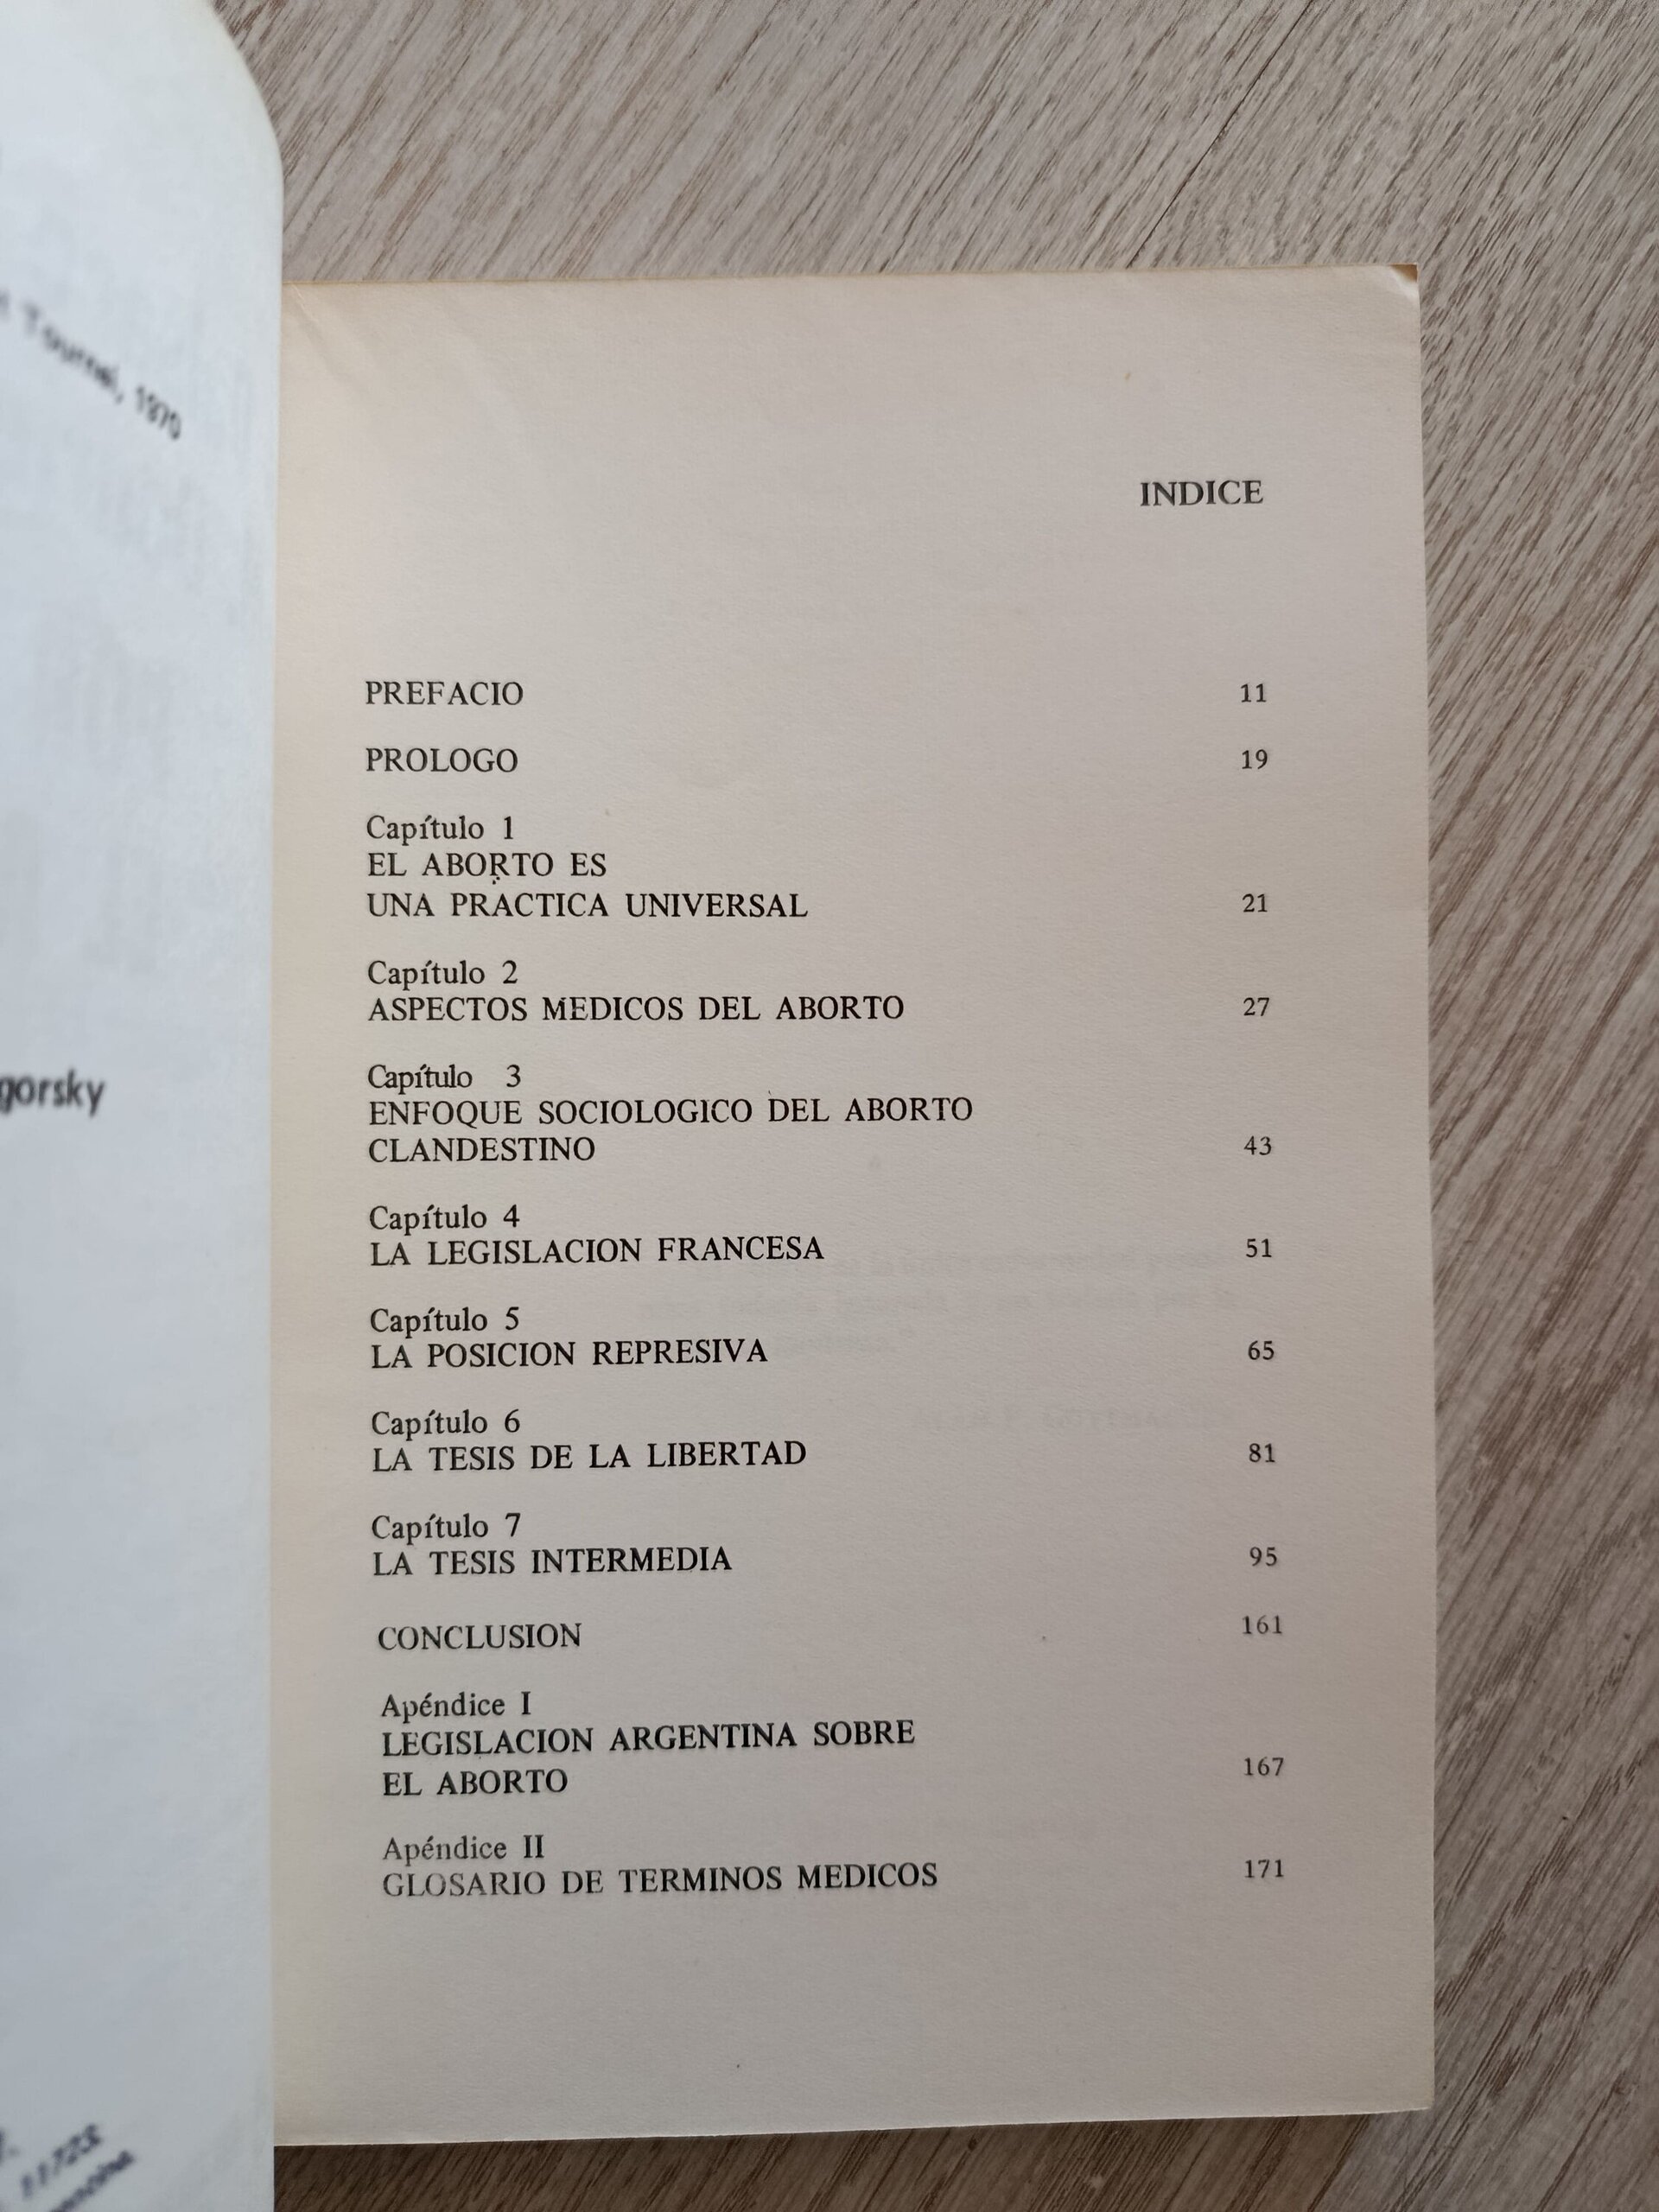 Tournai, 1970
gorsky
11723
INDICE
PREFACIO 11
PROLOGO 19
Capítulo 1
EL ABORTO ES
UNA PRACTICA UNIVERSAL 21
Capítulo 2
ASPECTOS MEDICOS DEL ABORTO 27
Capítulo 3
ENFOQUE SOCIOLOGICO DEL ABORTO
CLANDESTINO 43
Capítulo 4
LA LEGISLACION FRANCESA 51
Capítulo 5
LA POSICION REPRESIVA 65
Capítulo 6
LA TESIS DE LA LIBERTAD 81
Capítulo 7
LA TESIS INTERMEDIA 95
CONCLUSION 161
Apéndice I
LEGISLACION ARGENTINA SOBRE
EL ABORTO 167
Apéndice II
GLOSARIO DE TERMINOS MEDICOS 171